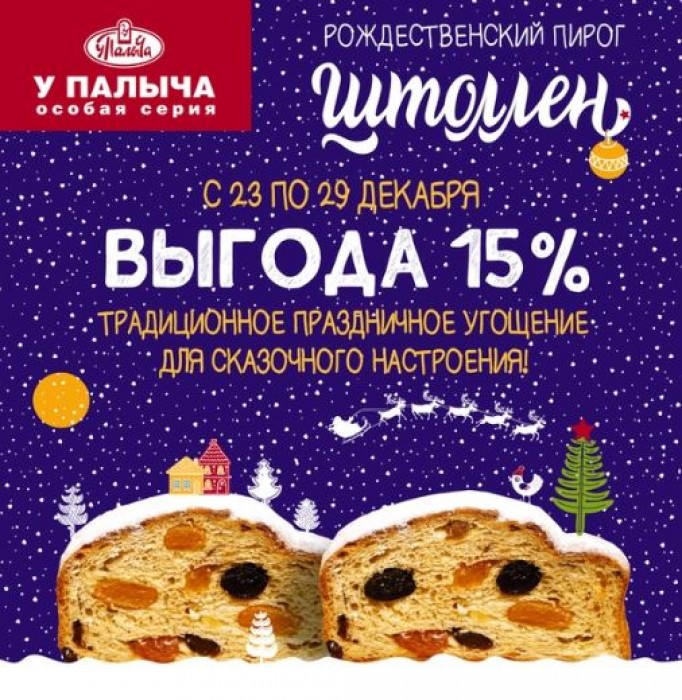 у Палыча
У ПАЛЫЧА
особая серия
РОЖДЕСТВЕНСКИЙ ПИРОГ
Штоллен
С 23 ПО 29 ДЕКАБРЯ
ВЫГОДА 15%
ТРАДИЦИОННОЕ ПРАЗДНИЧНОЕ УГОЩЕНИЕ
ДЛЯ СКАЗОЧНОГО НАСТРОЕНИЯ!